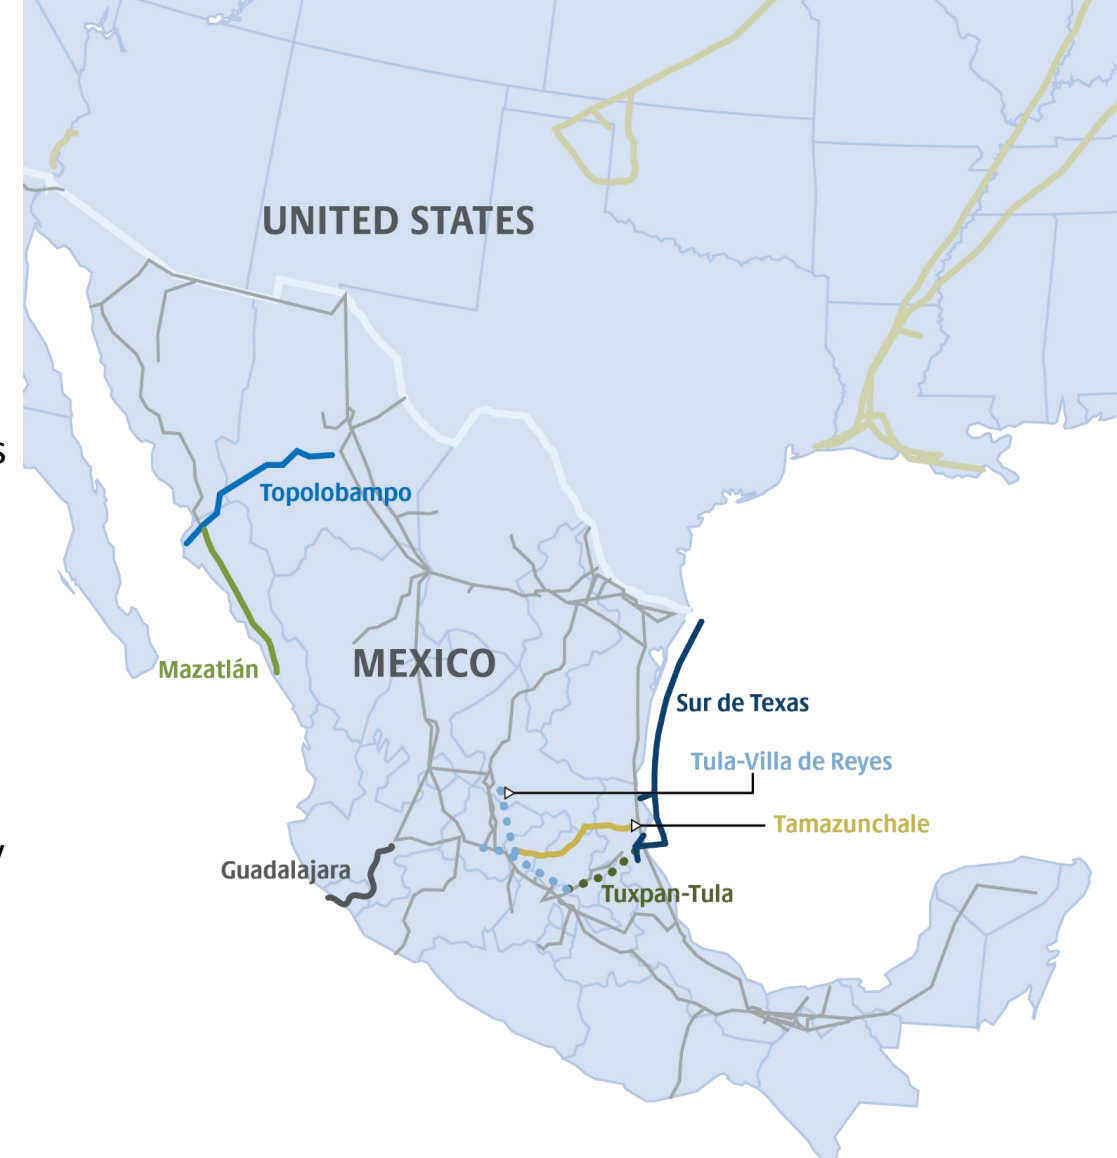 UNITED STATES
s
Topolobampo
MEXICO
Mazatlán
Sur de Texas
Tula-Villa de Reyes
Tamazunchale
y
Guadalajara
Tuxpan-Tula